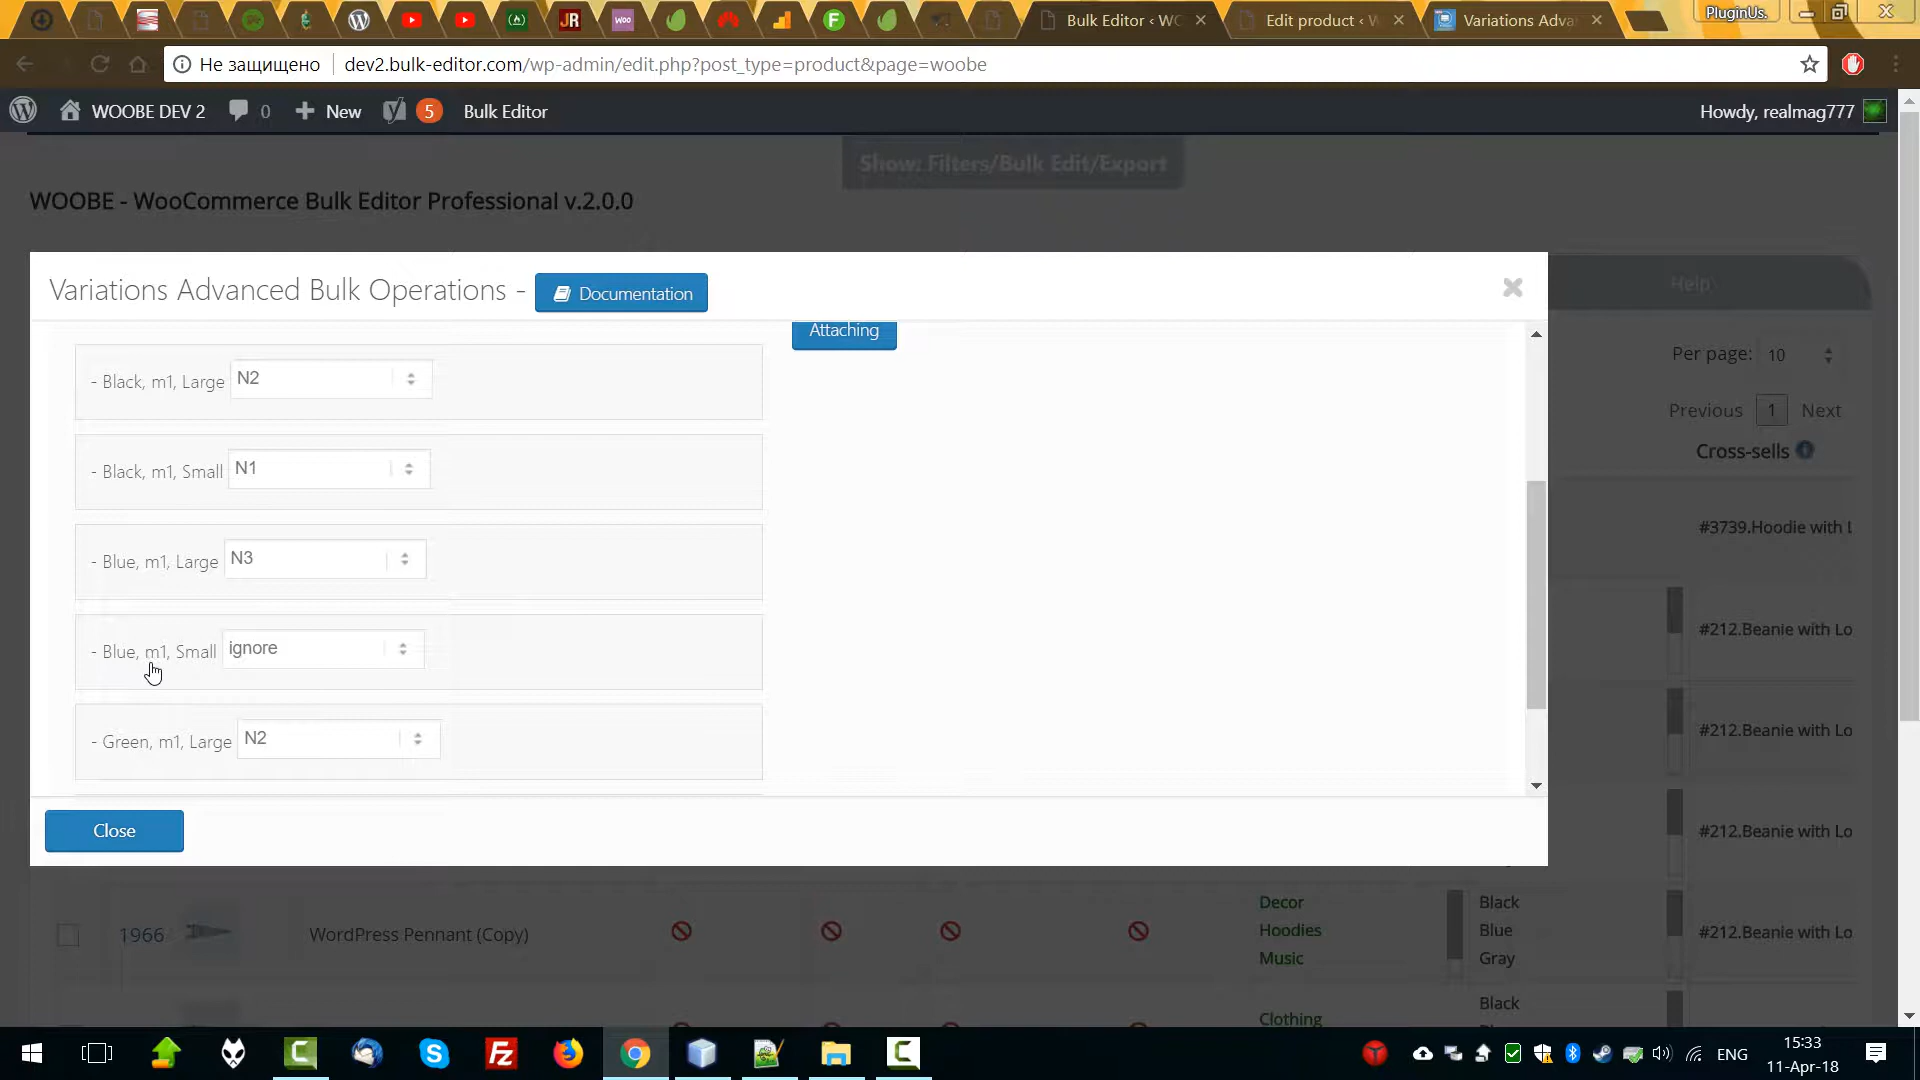 Bulk Editor ‹ WC
Edit product ‹ W
Variations Adva
PluginUs.
Не защищено
dev2.bulk-editor.com/wp-admin/edit.php?post_type=product&page=woobe
WOOBE DEV 2
0
New
5
Bulk Editor
Howdy, realmag777
Show: Filters/Bulk Edit/Export
WOOBE - WooCommerce Bulk Editor Professional v.2.0.0
Variations Advanced Bulk Operations -
Documentation
Help
Attaching
Per page: 10
- Black, m1, Large N2
Previous 1 Next
Cross-sells
- Black, m1, Small N1
#3739.Hoodie with L
- Blue, m1, Large N3
#212.Beanie with Lo
- Blue, m1, Small ignore
#212.Beanie with Lo
- Green, m1, Large N2
Close
#212.Beanie with Lo
1966
WordPress Pennant (Copy)
Decor
Hoodies
Music
Black
Blue
Gray
#212.Beanie with Lo
Clothing
Black
ENG
15:33
11-Apr-18